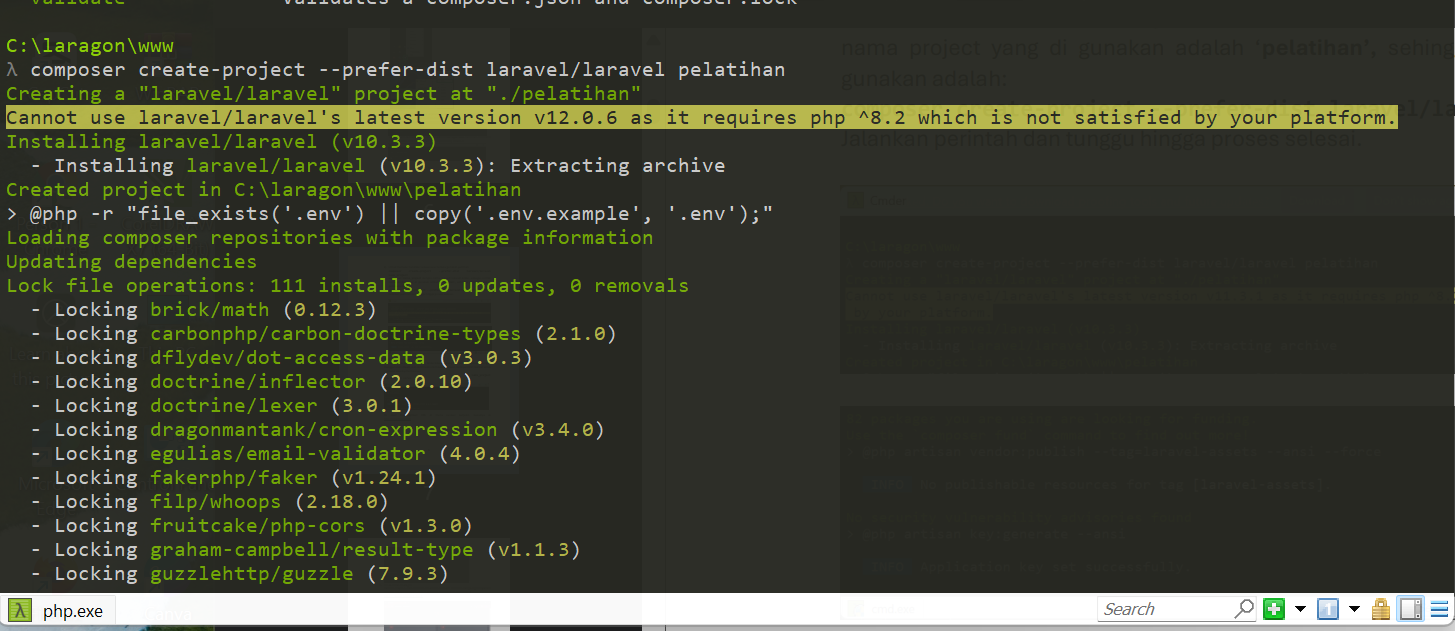 validate validates a composer.json and composer.lock
C:\laragon\www
λ composer create-project --prefer-dist laravel/laravel pelatihan
Creating a "laravel/laravel" project at "./pelatihan"
Cannot use laravel/laravel's latest version v12.0.6 as it requires php ^8.2 which is not satisfied by your platform.
Installing laravel/laravel (v10.3.3)
- Installing laravel/laravel (v10.3.3): Extracting archive
Created project in C:\laragon\www\pelatihan
> @php -r "file_exists('.env') || copy('.env.example', '.env');"
Loading composer repositories with package information
Updating dependencies
Lock file operations: 111 installs, 0 updates, 0 removals
- Locking brick/math (0.12.3)
- Locking carbonphp/carbon-doctrine-types (2.1.0)
- Locking dflydev/dot-access-data (v3.0.3)
- Locking doctrine/inflector (2.0.10)
- Locking doctrine/lexer (3.0.1)
- Locking dragonmantank/cron-expression (v3.4.0)
- Locking egulias/email-validator (4.0.4)
- Locking fakerphp/faker (v1.24.1)
- Locking filp/whoops (2.18.0)
- Locking fruitcake/php-cors (v1.3.0)
- Locking graham-campbell/result-type (v1.1.3)
- Locking guzzlehttp/guzzle (7.9.3)
nama project yang di gunakan adalah 'pelatihan', sehing
gunakan adalah:
Jalankan perintah dan tunggu hingga proses selesai.
Cmder
php.exe
Search
1